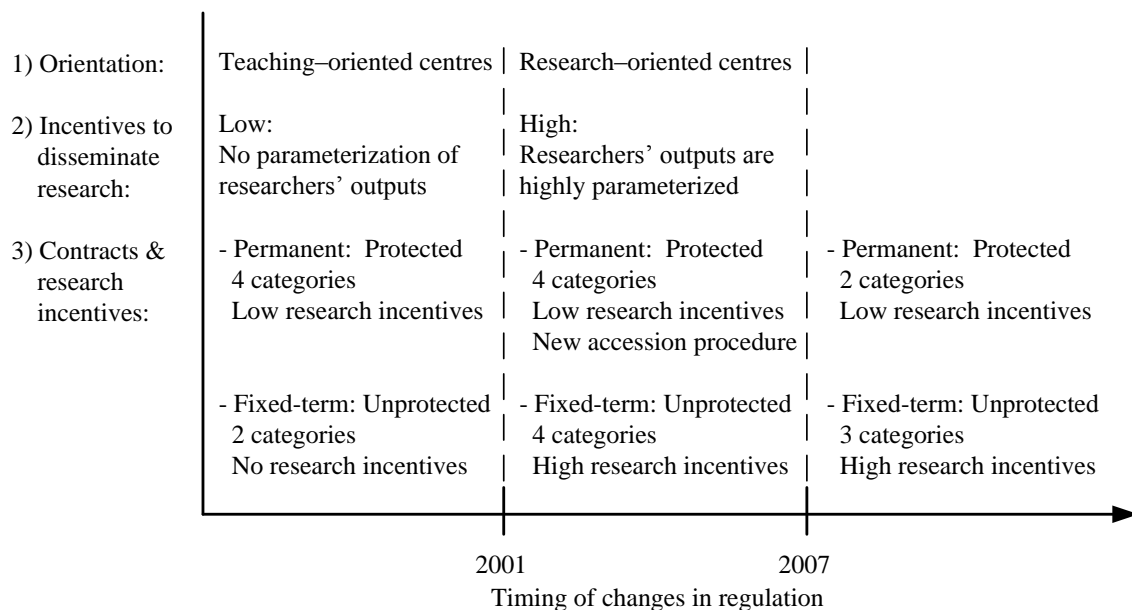 1) Orientation: Teaching–oriented centres Research–oriented centres
2) Incentives to disseminate research:
Low:
No parameterization of
researchers’ outputs
High:
Researchers’ outputs are
highly parameterized
3) Contracts &
research
incentives:
- Permanent: Protected
4 categories
Low research incentives
- Permanent: Protected
4 categories
Low research incentives
New accession procedure
- Permanent: Protected
2 categories
Low research incentives
- Fixed-term: Unprotected
2 categories
No research incentives
- Fixed-term: Unprotected
4 categories
High research incentives
- Fixed-term: Unprotected
3 categories
High research incentives
2001 2007
Timing of changes in regulation